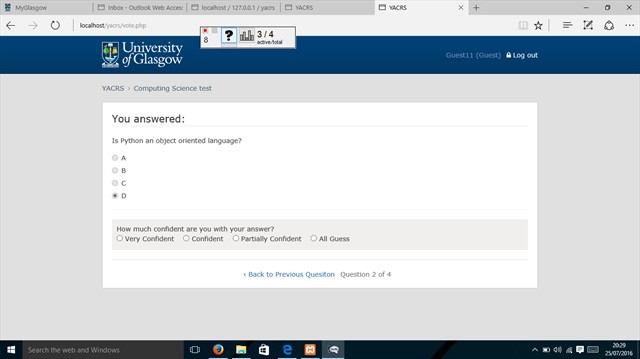 MyGlasgow
Inbox - Outlook Web Access
localhost / 127.0.0.1 / yacrs
YACRS
YACRS
localhost/yacrs/vote.php
8
?
3 / 4
active/total
University
of Glasgow
Guest11 (Guest) Log out
YACRS › Computing Science test
You answered:
Is Python an object oriented language?
A
B
C
D
How much confident are you with your answer?
Very Confident Confident Partially Confident All Guess
‹ Back to Previous Quesiton Question 2 of 4
Search the web and Windows
20:29
25/07/2016